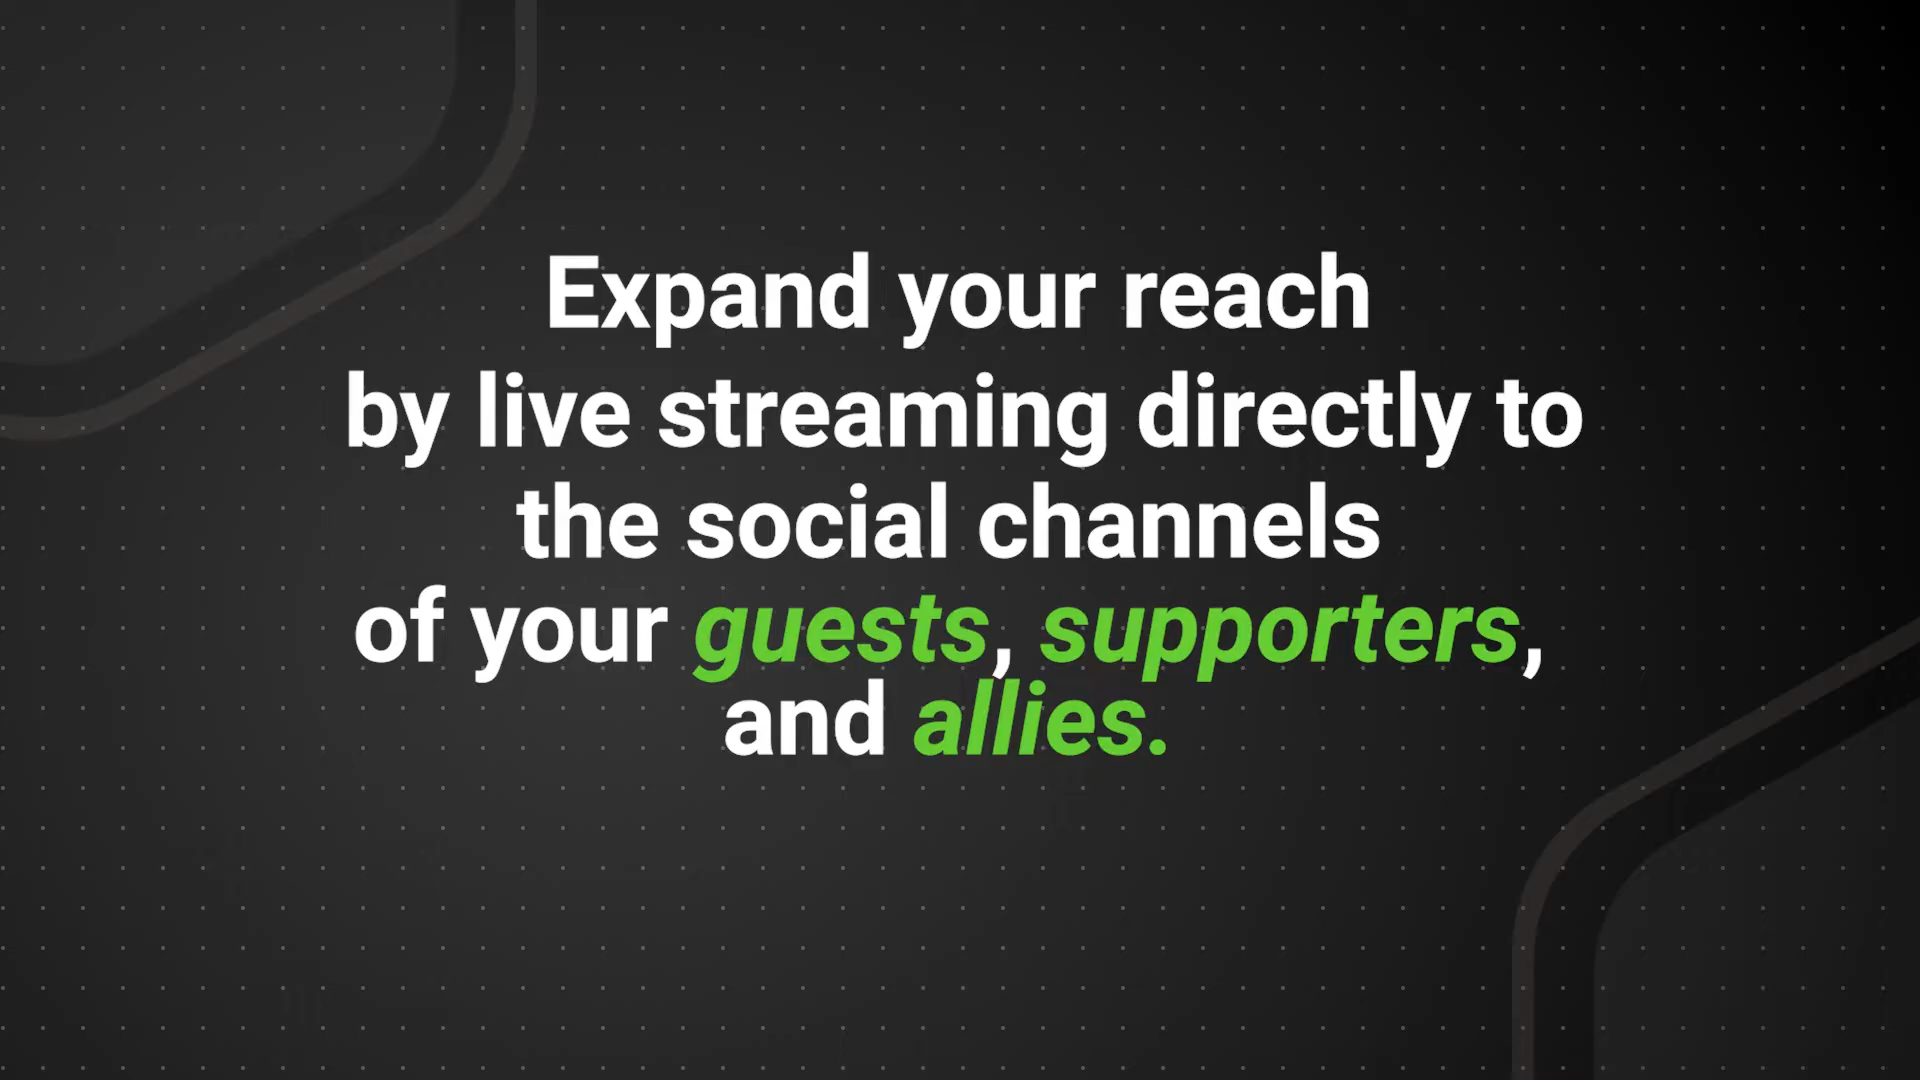 Expand your reach
by live streaming directly to
the social channels
of your guests, supporters,
and allies.